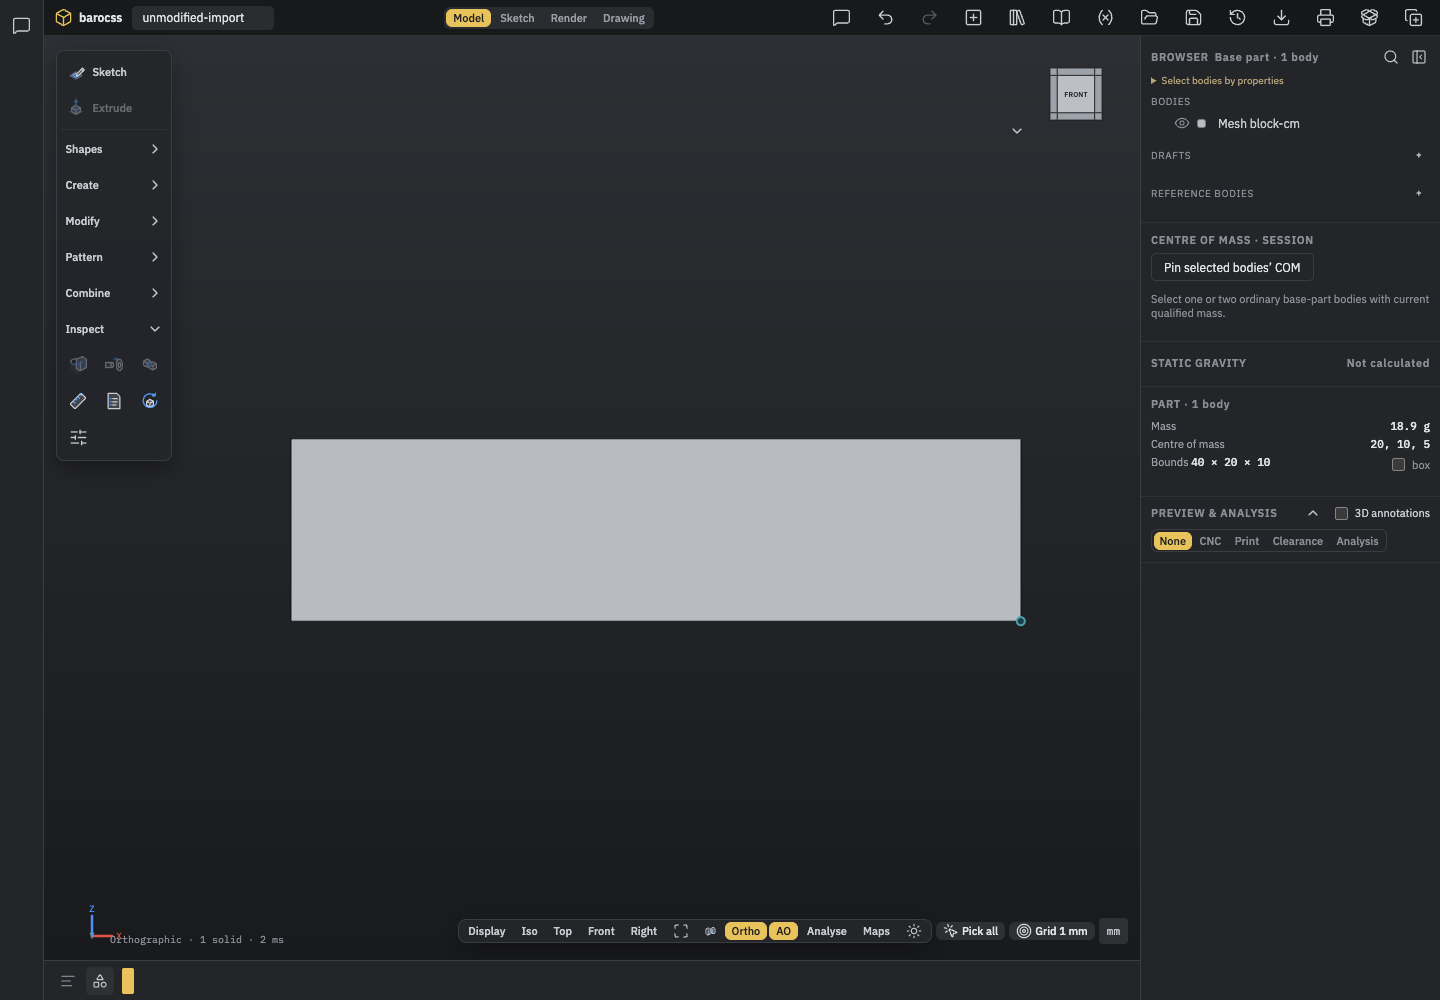 barocss unmodified-import Model Sketch Render Drawing
Sketch
Extrude
Shapes
Create
Modify
Pattern
Combine
Inspect
FRONT
Z
X
Orthographic · 1 solid · 2 ms
Display Iso Top Front Right Ortho AO Analyse Maps Pick all Grid 1 mm mm
BROWSER Base part · 1 body
Select bodies by properties
BODIES
Mesh block-cm
DRAFTS +
REFERENCE BODIES +
CENTRE OF MASS · SESSION
Pin selected bodies’ COM
Select one or two ordinary base-part bodies with current
qualified mass.
STATIC GRAVITY Not calculated
PART · 1 body
Mass 18.9 g
Centre of mass 20, 10, 5
Bounds 40 × 20 × 10 box
PREVIEW & ANALYSIS 3D annotations
None CNC Print Clearance Analysis